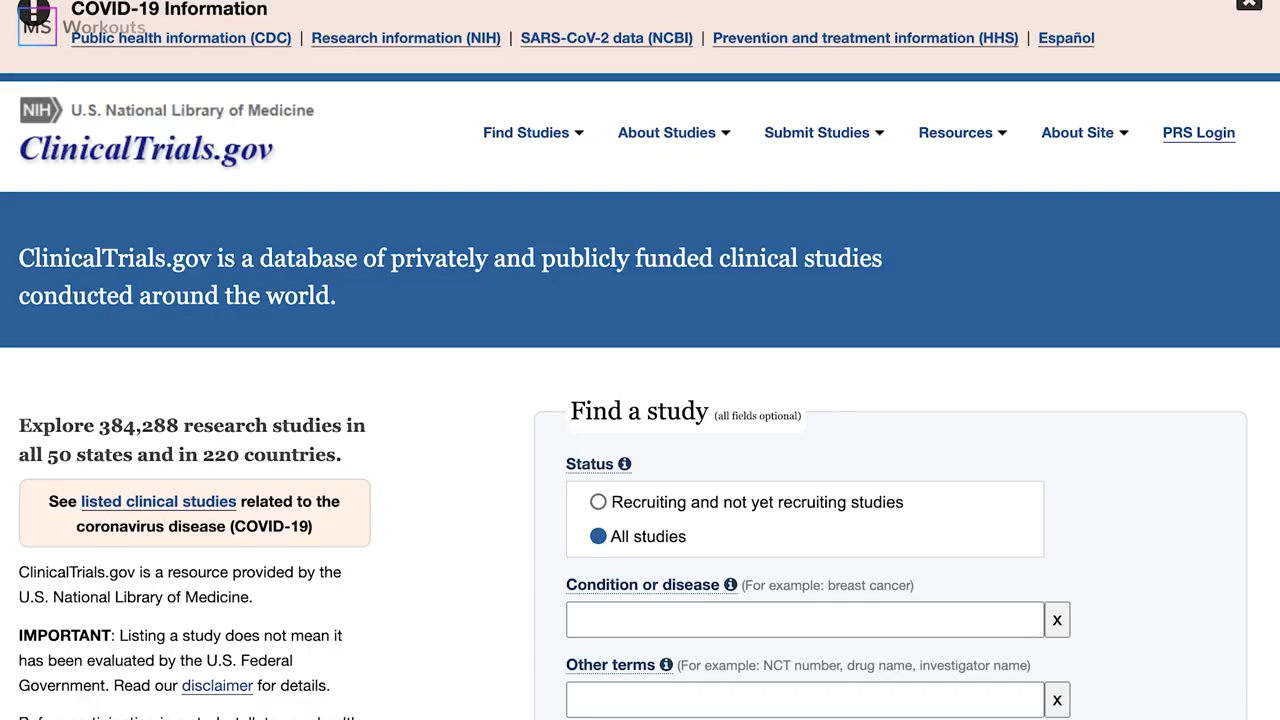 COVID-19 Information
MS Workouts
Public health information (CDC) | Research information (NIH) | SARS-CoV-2 data (NCBI) | Prevention and treatment information (HHS) | Español
NIH U.S. National Library of Medicine
ClinicalTrials.gov
Find Studies About Studies Submit Studies Resources About Site PRS Login
ClinicalTrials.gov is a database of privately and publicly funded clinical studies
conducted around the world.
Explore 384,288 research studies in
all 50 states and in 220 countries.
See listed clinical studies related to the
coronavirus disease (COVID-19)
ClinicalTrials.gov is a resource provided by the
U.S. National Library of Medicine.
IMPORTANT: Listing a study does not mean it
has been evaluated by the U.S. Federal
Government. Read our disclaimer for details.
Find a study (all fields optional)
Status
Recruiting and not yet recruiting studies
All studies
Condition or disease (For example: breast cancer)
x
Other terms (For example: NCT number, drug name, investigator name)
x